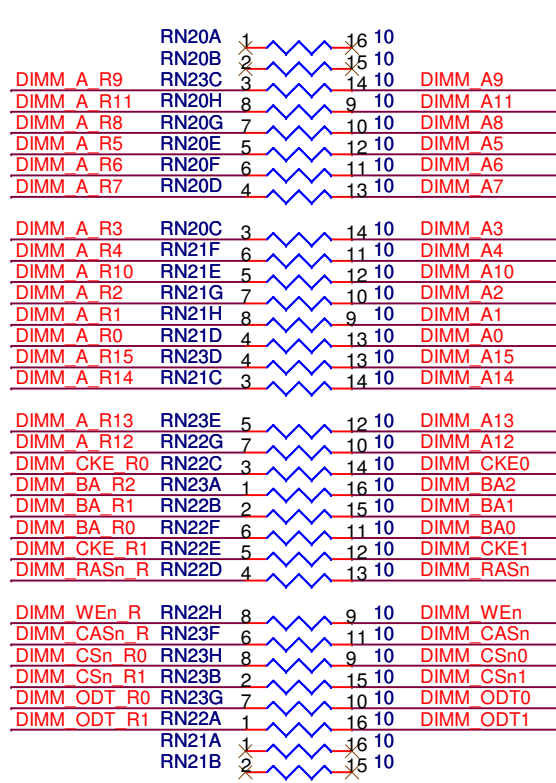 RN20A 1 16 10
RN20B 2 15 10
DIMM_A_R9 RN23C 3 14 10 DIMM_A9
DIMM_A_R11 RN20H 8 9 10 DIMM_A11
DIMM_A_R8 RN20G 7 10 10 DIMM_A8
DIMM_A_R5 RN20E 5 12 10 DIMM_A5
DIMM_A_R6 RN20F 6 11 10 DIMM_A6
DIMM_A_R7 RN20D 4 13 10 DIMM_A7
DIMM_A_R3 RN20C 3 14 10 DIMM_A3
DIMM_A_R4 RN21F 6 11 10 DIMM_A4
DIMM_A_R10 RN21E 5 12 10 DIMM_A10
DIMM_A_R2 RN21G 7 10 10 DIMM_A2
DIMM_A_R1 RN21H 8 9 10 DIMM_A1
DIMM_A_R0 RN21D 4 13 10 DIMM_A0
DIMM_A_R15 RN23D 4 13 10 DIMM_A15
DIMM_A_R14 RN21C 3 14 10 DIMM_A14
DIMM_A_R13 RN23E 5 12 10 DIMM_A13
DIMM_A_R12 RN22G 7 10 10 DIMM_A12
DIMM_CKE_R0 RN22C 3 14 10 DIMM_CKE0
DIMM_BA_R2 RN23A 1 16 10 DIMM_BA2
DIMM_BA_R1 RN22B 2 15 10 DIMM_BA1
DIMM_BA_R0 RN22F 6 11 10 DIMM_BA0
DIMM_CKE_R1 RN22E 5 12 10 DIMM_CKE1
DIMM_RASn_R RN22D 4 13 10 DIMM_RASn
DIMM_WEn_R RN22H 8 9 10 DIMM_WEn
DIMM_CASn_R RN23F 6 11 10 DIMM_CASn
DIMM_CSn_R0 RN23H 8 9 10 DIMM_CSn0
DIMM_CSn_R1 RN23B 2 15 10 DIMM_CSn1
DIMM_ODT_R0 RN23G 7 10 10 DIMM_ODT0
DIMM_ODT_R1 RN22A 1 16 10 DIMM_ODT1
RN21A 1 16 10
RN21B 2 15 10